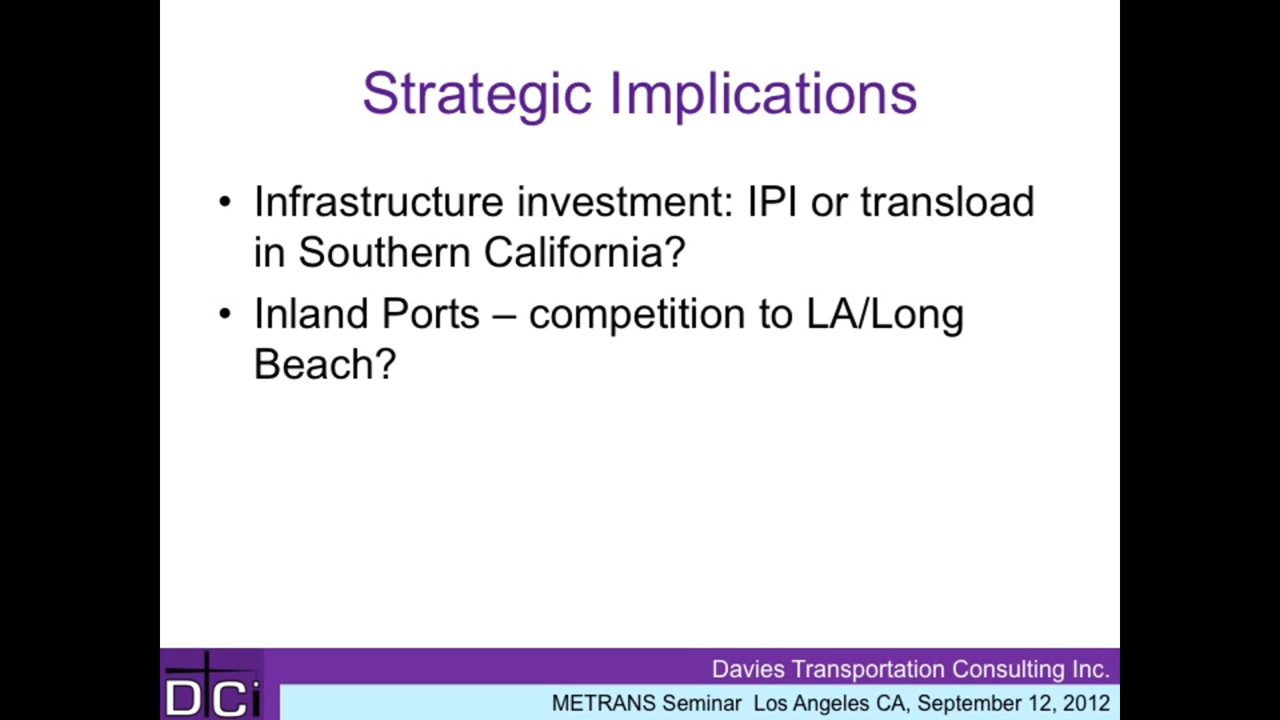 Strategic Implications
• Infrastructure investment: IPI or transload
in Southern California?
• Inland Ports – competition to LA/Long
Beach?
Davies Transportation Consulting Inc.
DTCi
METRANS Seminar Los Angeles CA, September 12, 2012